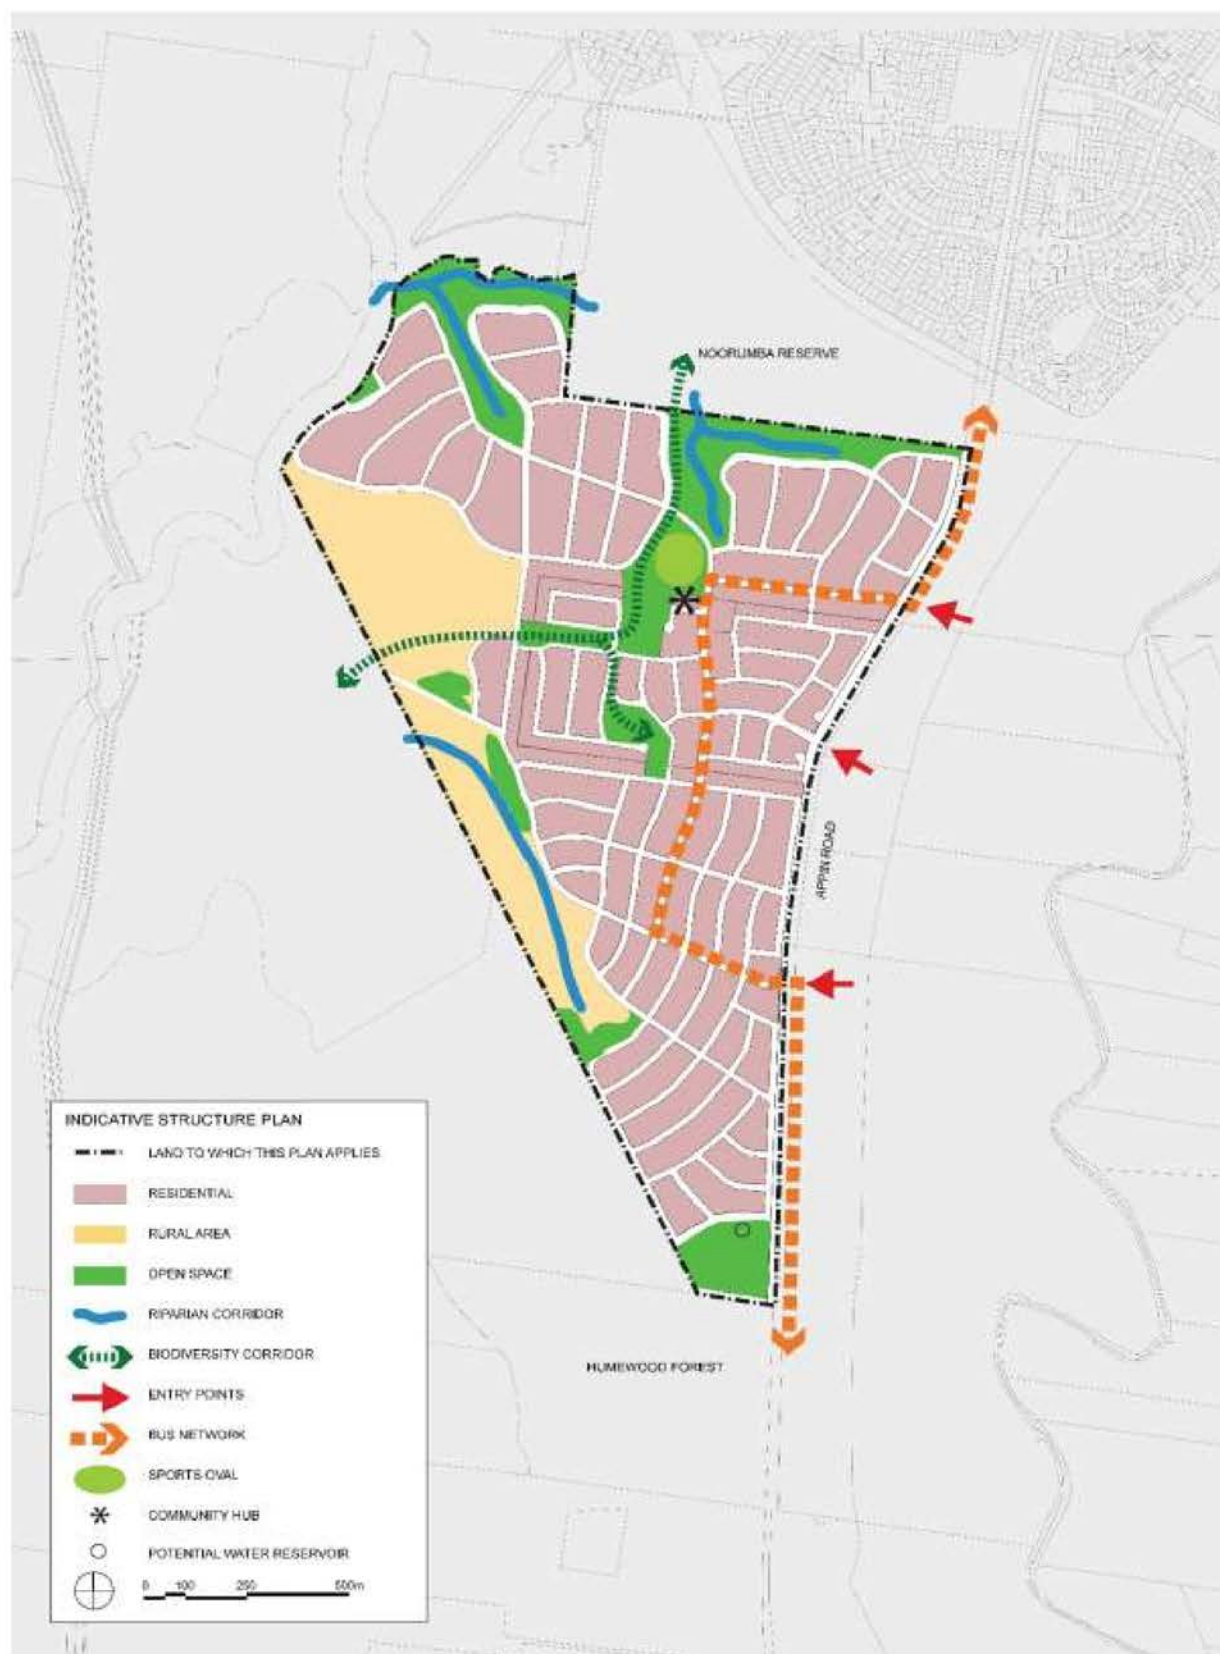 NOORUMBA RESERVE
APPIN ROAD
HUMEWOOD FOREST
INDICATIVE STRUCTURE PLAN
LAND TO WHICH THIS PLAN APPLIES
RESIDENTIAL
RURAL AREA
OPEN SPACE
RIPARIAN CORRIDOR
BIODIVERSITY CORRIDOR
ENTRY POINTS
BUS NETWORK
SPORTS OVAL
COMMUNITY HUB
POTENTIAL WATER RESERVOIR
0 100 250 500m